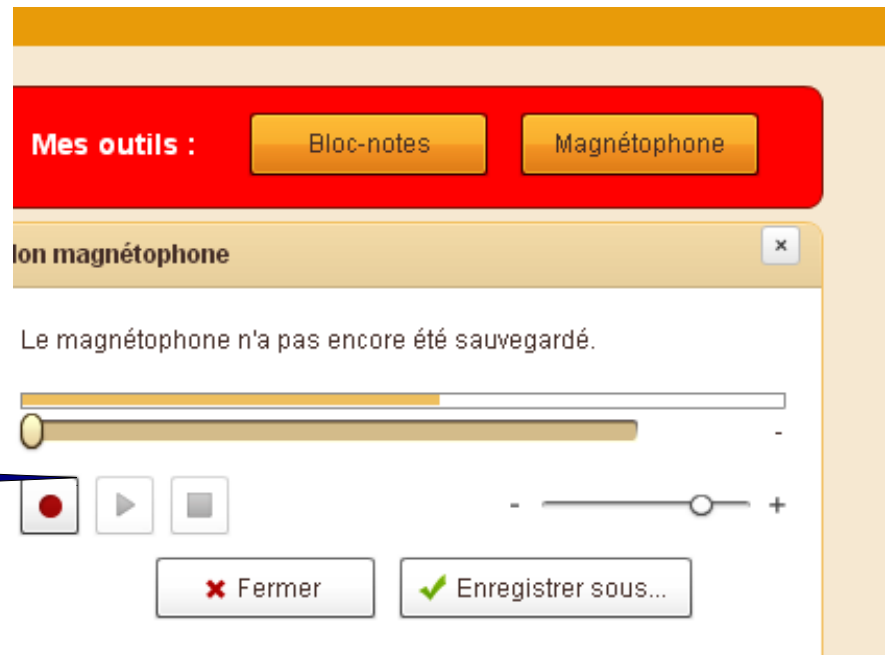 Mes outils : Bloc-notes Magnétophone
lon magnétophone ×
Le magnétophone n'a pas encore été sauvegardé.
-
- +
Fermer Enregistrer sous...